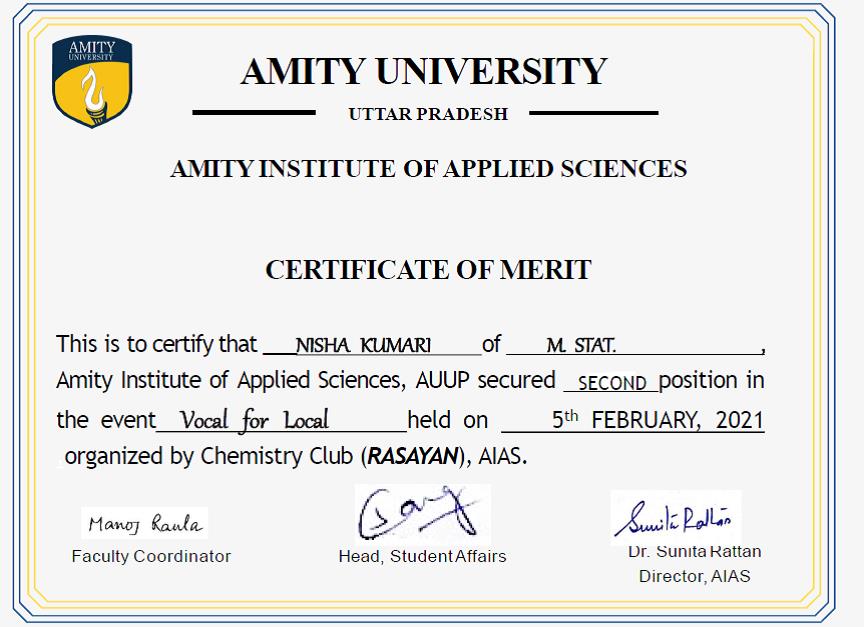 AMITY
UNIVERSITY
AMITY UNIVERSITY
UTTAR PRADESH
AMITY INSTITUTE OF APPLIED SCIENCES
CERTIFICATE OF MERIT
This is to certify that NISHA KUMARI of M. STAT.,
Amity Institute of Applied Sciences, AUUP secured SECOND position in
the event Vocal for Local held on 5th FEBRUARY, 2021
organized by Chemistry Club (RASAYAN), AIAS.
Manoj Raula
Sunita Rattan
Faculty Coordinator
Head, Student Affairs
Dr. Sunita Rattan
Director, AIAS